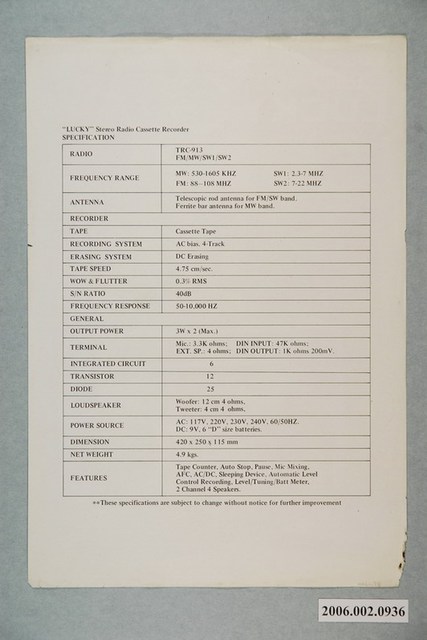 "LUCKY" Stereo Radio Cassette Recorder
SPECIFICATION
RADIO TRC-913
FM/MW/SW1/SW2
FREQUENCY RANGE MW: 530-1605 KHZ SW1: 2.3-7 MHZ
FM: 88-108 MHZ SW2: 7-22 MHZ
ANTENNA Telescopic rod antenna for FM/SW band.
Ferrite bar antenna for MW band.
RECORDER
TAPE Cassette Tape
RECORDING SYSTEM AC bias, 4-Track
ERASING SYSTEM DC Erasing
TAPE SPEED 4.75 cm/sec.
WOW & FLUTTER 0.3% RMS
S/N RATIO 40dB
FREQUENCY RESPONSE 50-10,000 HZ
GENERAL
OUTPUT POWER 3W x 2 (Max.)
TERMINAL Mic.: 3.3K ohms; DIN INPUT: 47K ohms;
EXT. SP.: 4 ohms; DIN OUTPUT: 1K ohms 200mV.
INTEGRATED CIRCUIT 6
TRANSISTOR 12
DIODE 25
LOUDSPEAKER Woofer: 12 cm 4 ohms,
Tweeter: 4 cm 4 ohms,
POWER SOURCE AC: 117V, 220V, 230V, 240V, 60/50HZ.
DC: 9V, 6 "D" size batteries.
DIMENSION 420 x 250 x 115 mm
NET WEIGHT 4.9 kgs.
FEATURES Tape Counter, Auto Stop, Pause, Mic Mixing,
AFC, AC/DC, Sleeping Device, Automatic Level
Control Recording, Level/Tuning/Batt Meter,
2 Channel 4 Speakers.
**These specifications are subject to change without notice for further improvement
2006.002.0936